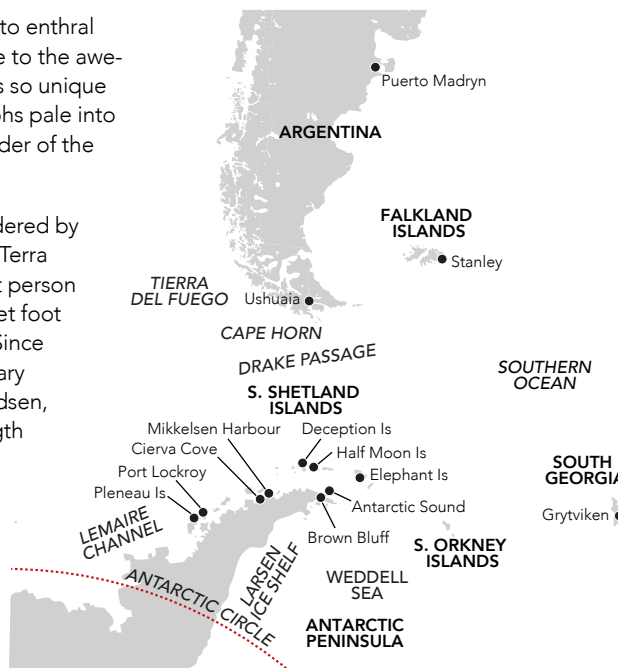 to enthral
e to the awe-
s so unique
phs pale into
der of the
dered by
Terra
t person
et foot
Since
ary
dsen,
gth
Puerto Madryn
ARGENTINA
FALKLAND
ISLANDS
Stanley
TIERRA
DEL FUEGO
Ushuaia
CAPE HORN
DRAKE PASSAGE
SOUTHERN
OCEAN
S. SHETLAND
ISLANDS
Mikkelsen Harbour
Deception Is
Cierva Cove
Half Moon Is
Port Lockroy
Elephant Is
Pleneau Is
Antarctic Sound
SOUTH
GEORGIA
Grytviken
LEMAIRE
CHANNEL
Brown Bluff
S. ORKNEY
ISLANDS
LARSEN
ICE SHELF
WEDDELL
SEA
ANTARCTIC CIRCLE
ANTARCTIC
PENINSULA